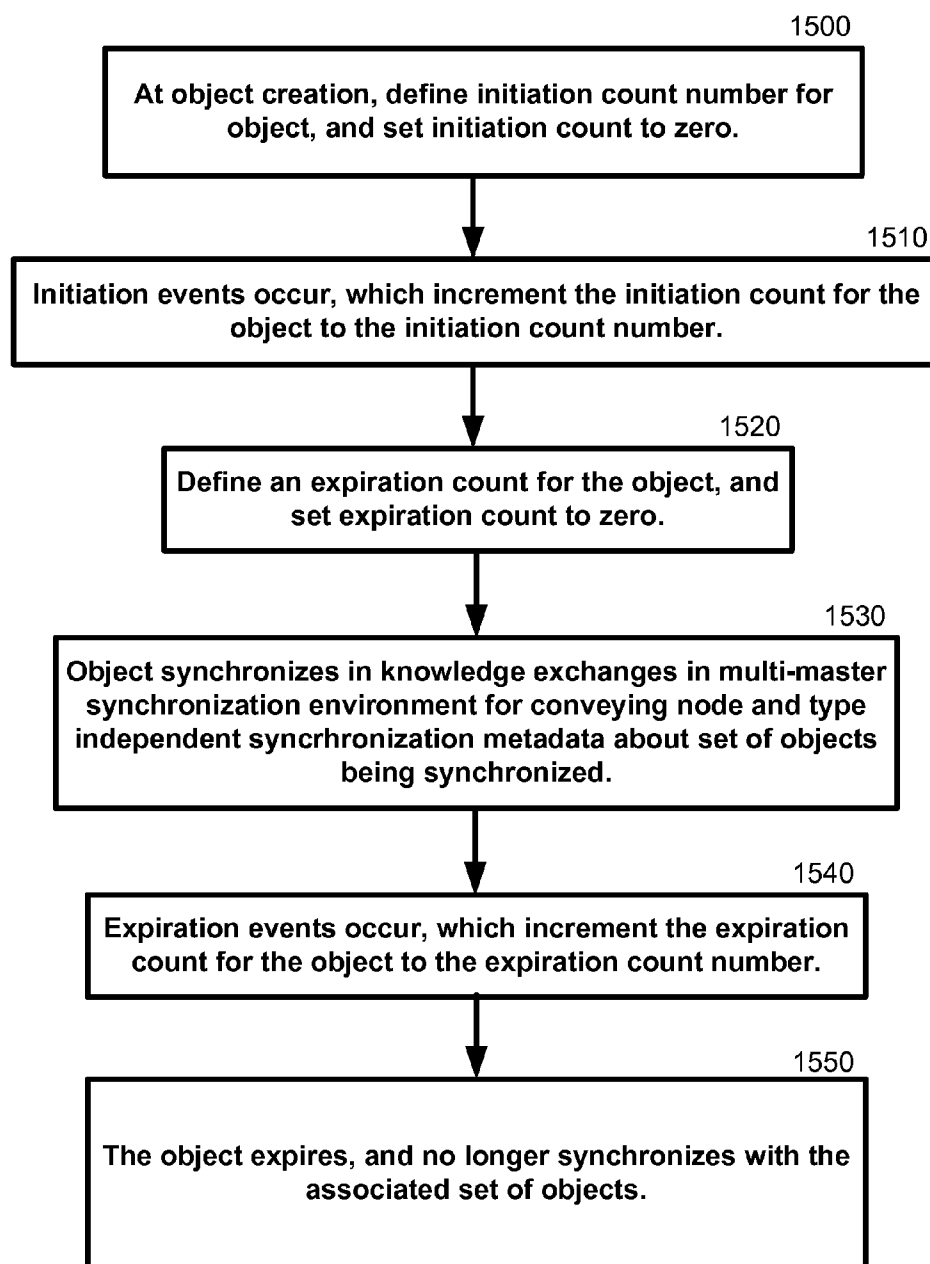 1500
At object creation, define initiation count number for
object, and set initiation count to zero.
1510
Initiation events occur, which increment the initiation count for the
object to the initiation count number.
1520
Define an expiration count for the object, and
set expiration count to zero.
1530
Object synchronizes in knowledge exchanges in multi-master
synchronization environment for conveying node and type
independent syncrhronization metadata about set of objects
being synchronized.
1540
Expiration events occur, which increment the expiration
count for the object to the expiration count number.
1550
The object expires, and no longer synchronizes with the
associated set of objects.